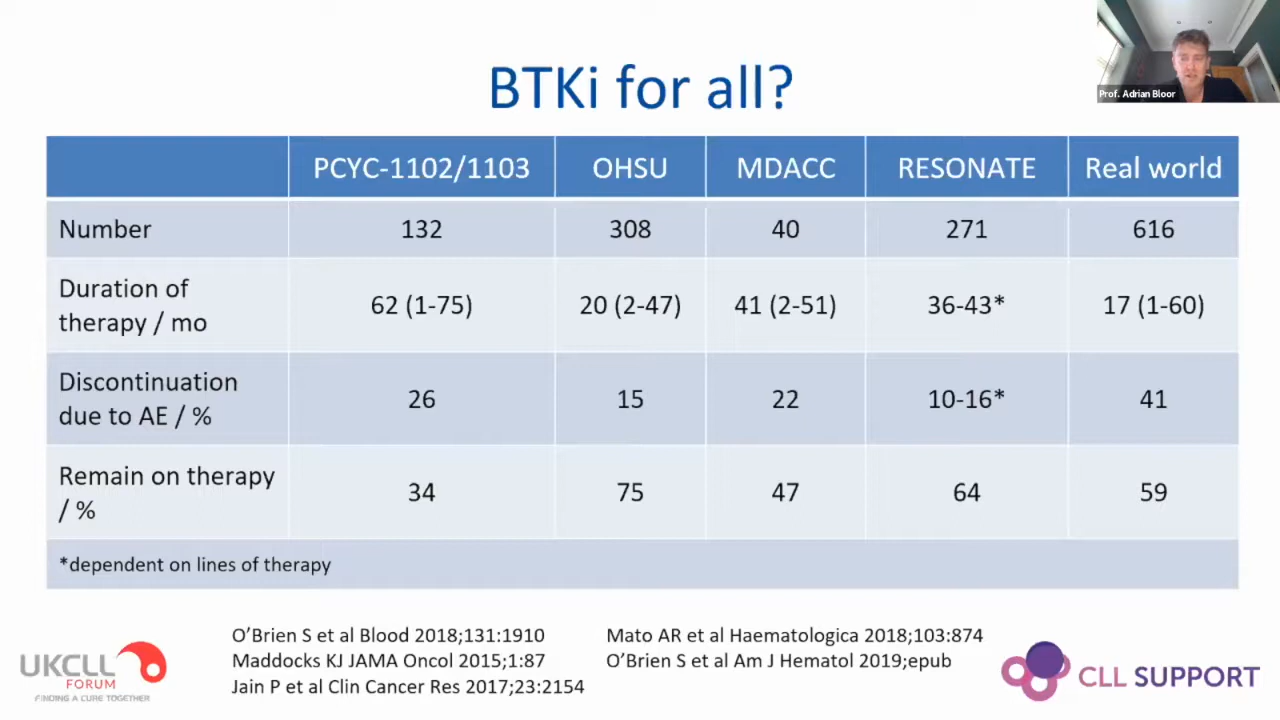 Prof. Adrian Bloor
BTKi for all?
PCYC-1102/1103 OHSU MDACC RESONATE Real world
Number 132 308 40 271 616
Duration of
therapy / mo 62 (1-75) 20 (2-47) 41 (2-51) 36-43* 17 (1-60)
Discontinuation
due to AE / % 26 15 22 10-16* 41
Remain on therapy
/ % 34 75 47 64 59
*dependent on lines of therapy
O'Brien S et al Blood 2018;131:1910
Maddocks KJ JAMA Oncol 2015;1:87
Jain P et al Clin Cancer Res 2017;23:2154
Mato AR et al Haematologica 2018;103:874
O'Brien S et al Am J Hematol 2019;epub
UKCLL
FORUM
FINDING A CURE TOGETHER
CLL SUPPORT